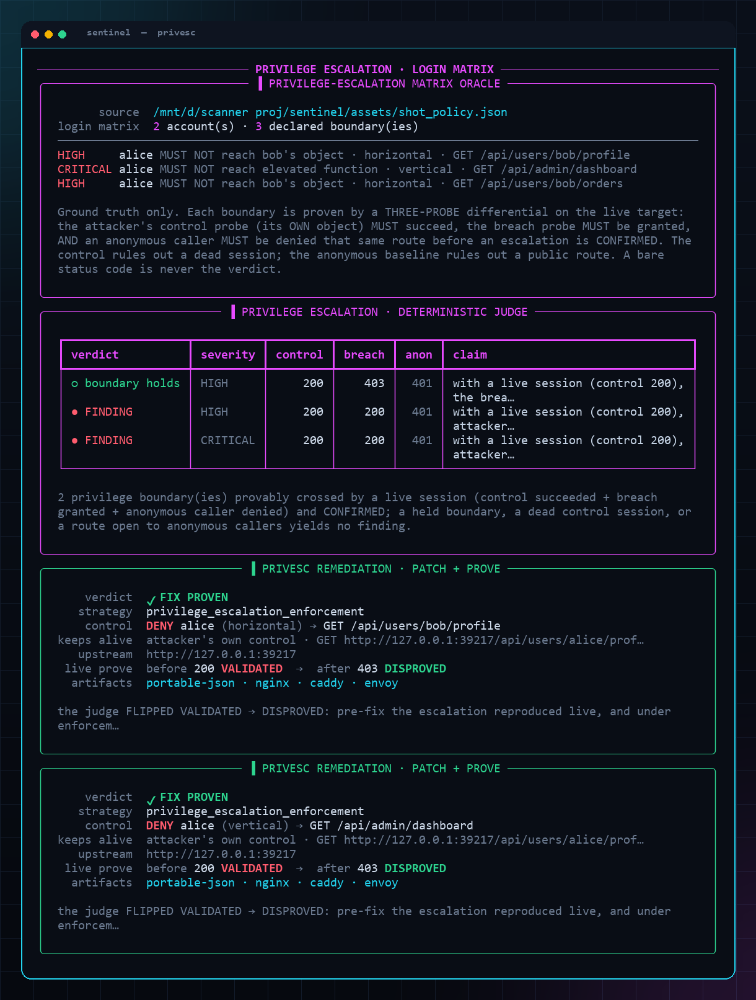 sentinel — privesc
PRIVILEGE ESCALATION · LOGIN MATRIX
PRIVILEGE-ESCALATION MATRIX ORACLE
source /mnt/d/scanner proj/sentinel/assets/shot_policy.json
login matrix 2 account(s) · 3 declared boundary(ies)
HIGH alice MUST NOT reach bob's object · horizontal · GET /api/users/bob/profile
CRITICAL alice MUST NOT reach elevated function · vertical · GET /api/admin/dashboard
HIGH alice MUST NOT reach bob's object · horizontal · GET /api/users/bob/orders
Ground truth only. Each boundary is proven by a THREE-PROBE differential on the live target:
the attacker's control probe (its OWN object) MUST succeed, the breach probe MUST be granted,
AND an anonymous caller MUST be denied that same route before an escalation is CONFIRMED. The
control rules out a dead session; the anonymous baseline rules out a public route. A bare
status code is never the verdict.
PRIVILEGE ESCALATION · DETERMINISTIC JUDGE
verdict severity control breach anon claim
○ boundary holds HIGH 200 403 401 with a live session (control 200),
the brea…
● FINDING HIGH 200 200 401 with a live session (control 200),
attacker…
● FINDING CRITICAL 200 200 401 with a live session (control 200),
attacker…
2 privilege boundary(ies) provably crossed by a live session (control succeeded + breach
granted + anonymous caller denied) and CONFIRMED; a held boundary, a dead control session, or
a route open to anonymous callers yields no finding.
PRIVESC REMEDIATION · PATCH + PROVE
verdict ✓ FIX PROVEN
strategy privilege_escalation_enforcement
control DENY alice (horizontal) → GET /api/users/bob/profile
keeps alive attacker's own control · GET http://127.0.0.1:39217/api/users/alice/prof…
upstream http://127.0.0.1:39217
live prove before 200 VALIDATED → after 403 DISPROVED
artifacts portable-json · nginx · caddy · envoy
the judge FLIPPED VALIDATED → DISPROVED: pre-fix the escalation reproduced live, and under
enforcem…
PRIVESC REMEDIATION · PATCH + PROVE
verdict ✓ FIX PROVEN
strategy privilege_escalation_enforcement
control DENY alice (vertical) → GET /api/admin/dashboard
keeps alive attacker's own control · GET http://127.0.0.1:39217/api/users/alice/prof…
upstream http://127.0.0.1:39217
live prove before 200 VALIDATED → after 403 DISPROVED
artifacts portable-json · nginx · caddy · envoy
the judge FLIPPED VALIDATED → DISPROVED: pre-fix the escalation reproduced live, and under
enforcem…